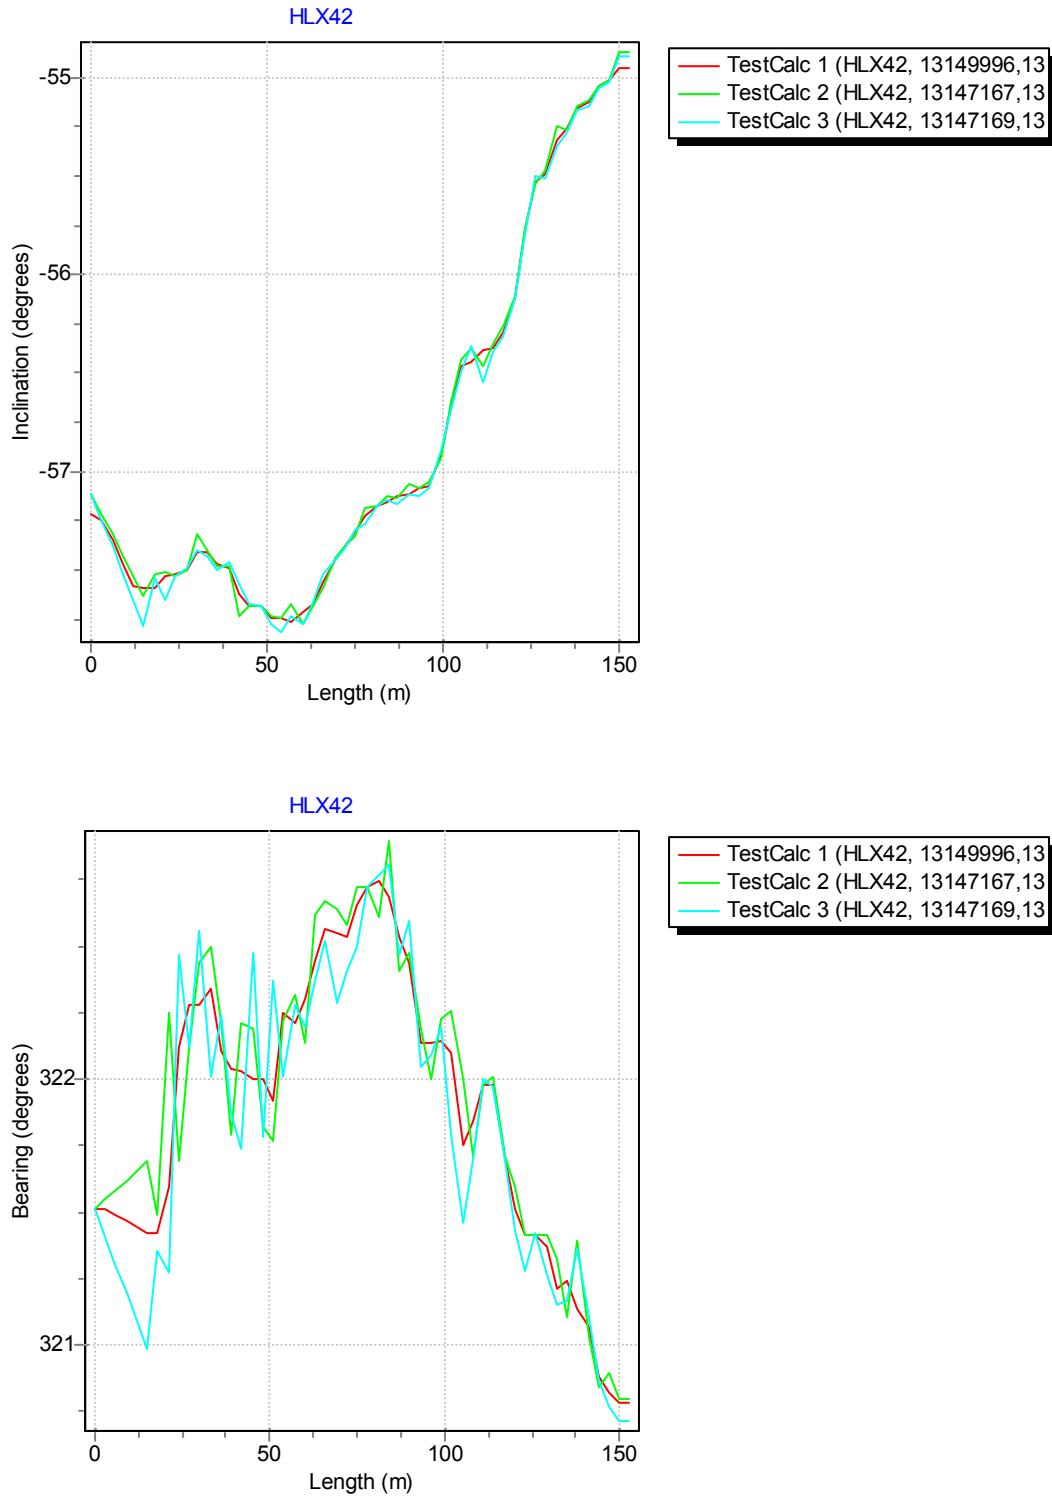 HLX42
-55
-56
-57
Inclination (degrees)
0 50 100 150
Length (m)
TestCalc 1 (HLX42, 13149996,13
TestCalc 2 (HLX42, 13147167,13
TestCalc 3 (HLX42, 13147169,13
HLX42
322
321
Bearing (degrees)
0 50 100 150
Length (m)
TestCalc 1 (HLX42, 13149996,13
TestCalc 2 (HLX42, 13147167,13
TestCalc 3 (HLX42, 13147169,13